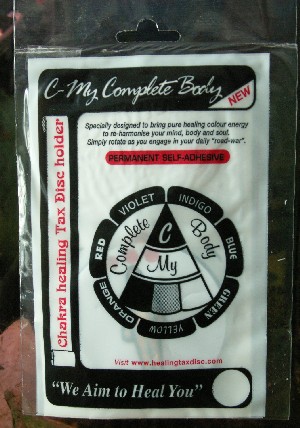 C-My Complete Body
NEW
Specially designed to bring pure healing colour energy
to re-harmonise your mind, body and soul.
Simply rotate as you engage in your daily "road-war".
PERMANENT SELF-ADHESIVE
Chakra healing Tax Disc holder
RED
VIOLET
INDIGO
BLUE
GREEN
YELLOW
ORANGE
Complete
Body
C
My
Visit www.healingtaxdisc.com
"We Aim to Heal You"